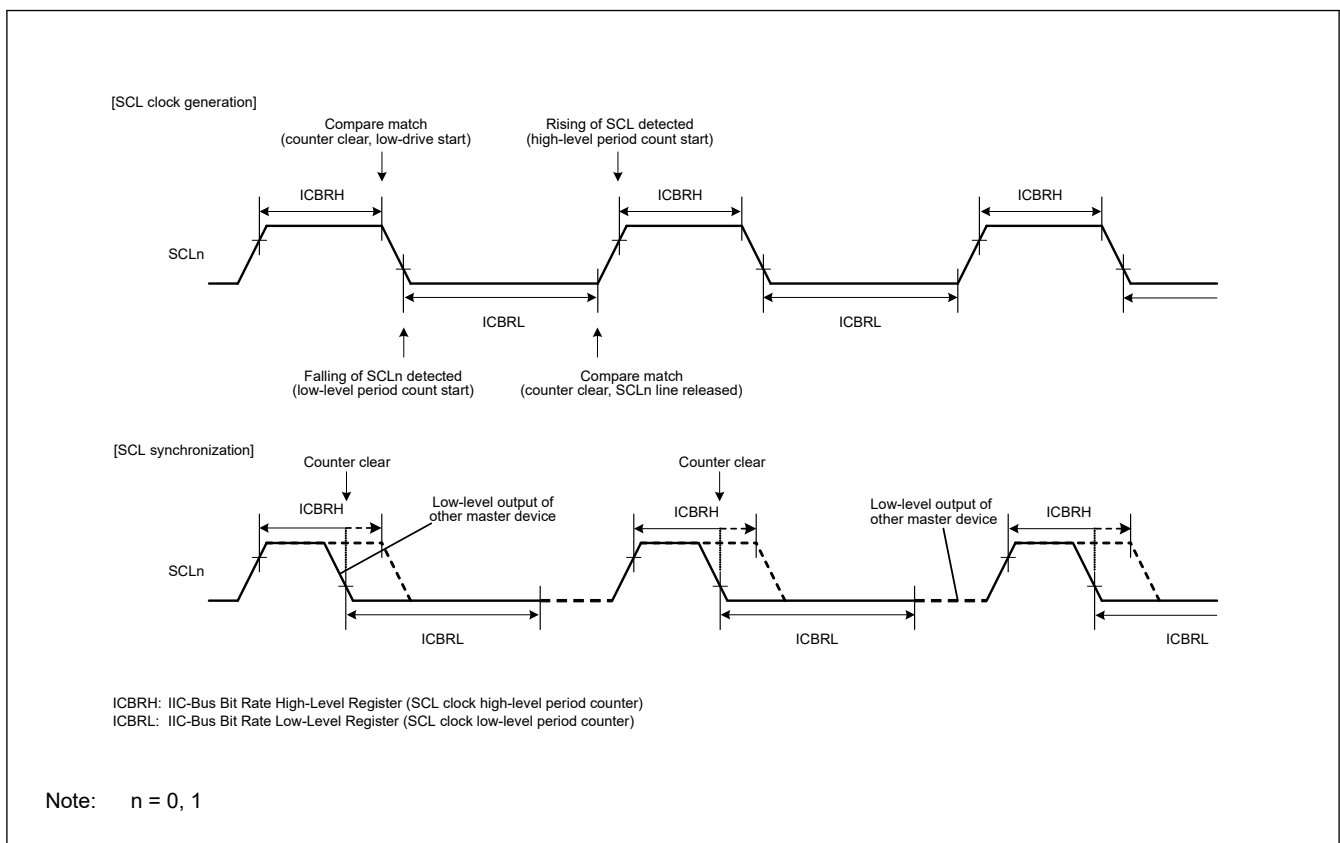 [SCL clock generation]
Compare match
(counter clear, low-drive start)
Rising of SCL detected
(high-level period count start)
ICBRH
ICBRH
ICBRH
SCLn
ICBRL
ICBRL
Falling of SCLn detected
(low-level period count start)
Compare match
(counter clear, SCLn line released)
[SCL synchronization]
Counter clear
Counter clear
ICBRH
Low-level output of
other master device
ICBRH
Low-level output of
other master device
ICBRH
SCLn
ICBRL
ICBRL
ICBRL
ICBRH: IIC-Bus Bit Rate High-Level Register (SCL clock high-level period counter)
ICBRL: IIC-Bus Bit Rate Low-Level Register (SCL clock low-level period counter)
Note: n = 0, 1